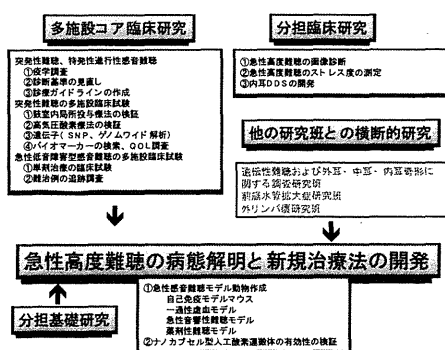 多施設コア臨床研究
突発性難聴、特発性進行性感音難聴
①疫学調査
②診断基準の見直し
③診療ガイドラインの作成
突発性難聴の多施設臨床試験
①鼓室内局所投与療法の検証
②高気圧酸素療法の検証
③遺伝子(SNP、ゲノムワイド解析)
④バイオマーカーの検索、QOL調査
急性低音障害型感音難聴の多施設臨床試験
①単剤治療の臨床試験
②難治例の追跡調査
分担臨床研究
①急性高度難聴の画像診断
②急性高度難聴のストレス度の測定
③内耳DDSの開発
他の研究班との横断的研究
遺伝性難聴および外耳・中耳・内耳奇形に
関する調査研究班
前庭水管拡大症研究班
外リンパ瘻研究班
急性高度難聴の病態解明と新規治療法の開発
分担基礎研究
①急性感音難聴モデル動物作成
自己免疫モデルマウス
一過性虚血モデル
急性音響性難聴モデル
薬剤性難聴モデル
②ナノカプセル型人工酸素運搬体の有効性の検証